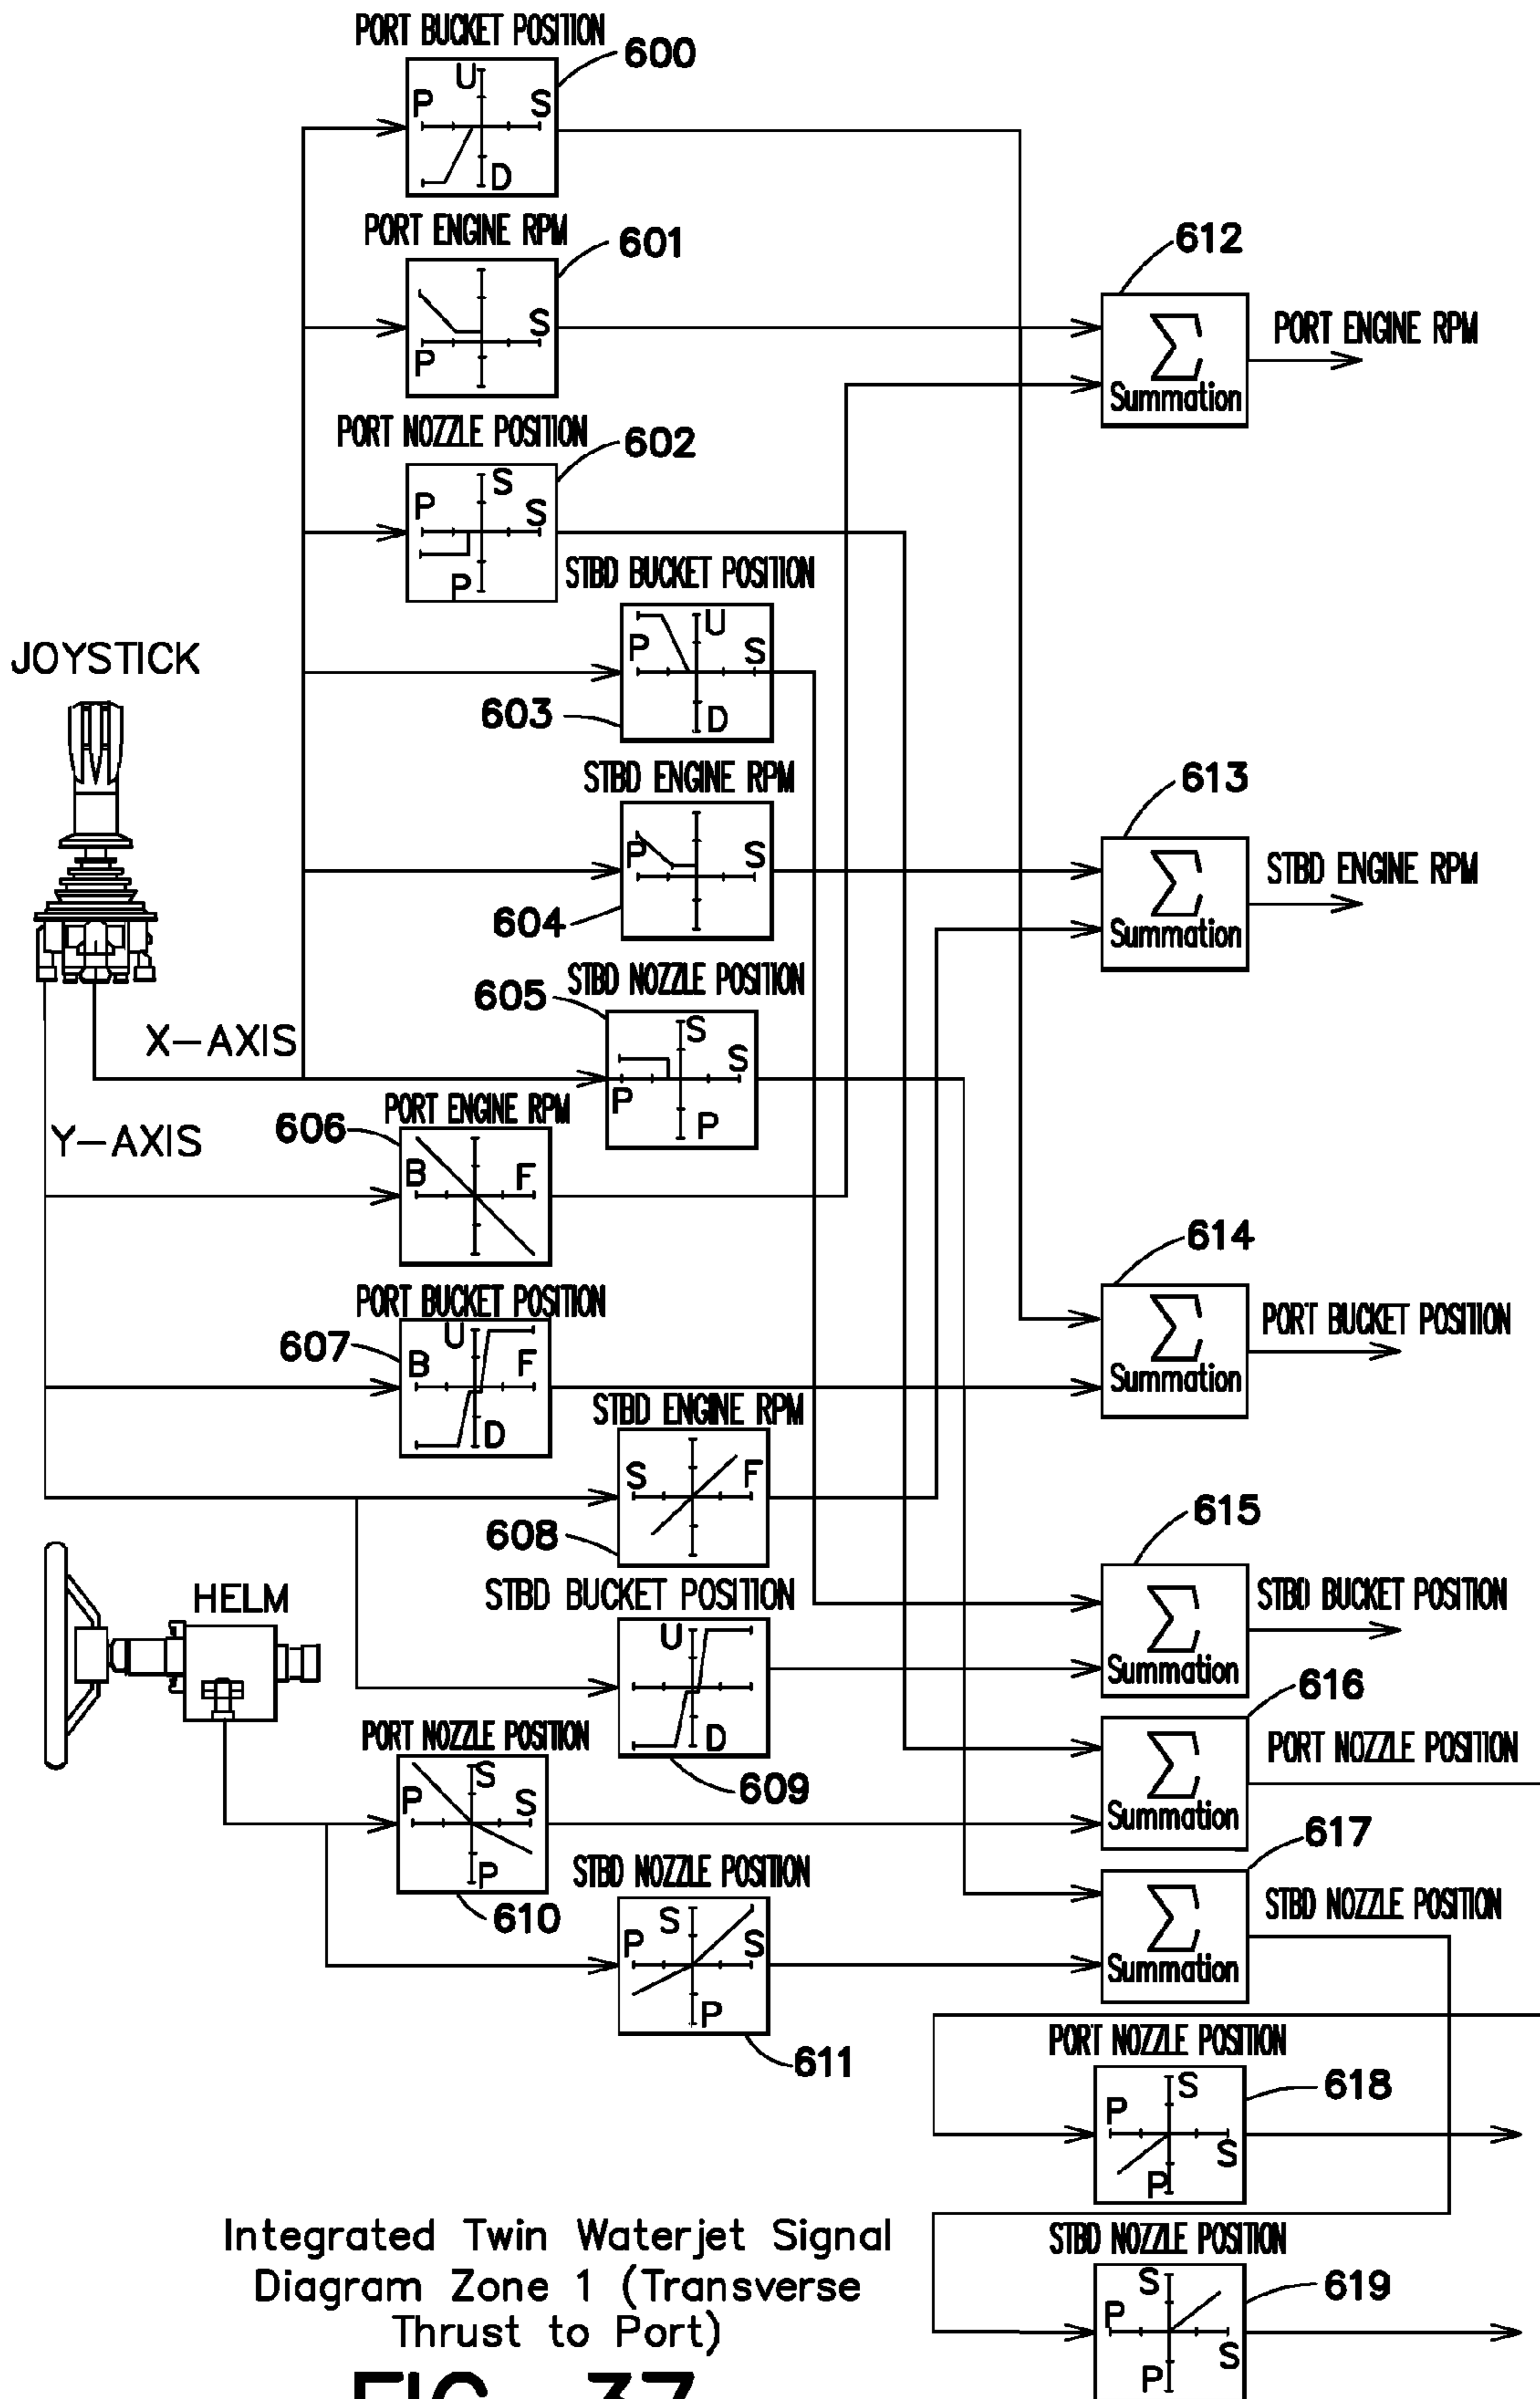 PORT BUCKET POSITION
600
U
P
S
D
PORT ENGINE RPM
601
S
P
612
Σ
Summation
PORT ENGINE RPM
PORT NOZZLE POSITION
602
S
P
S
P
STBD BUCKET POSITION
U
P
S
D
603
JOYSTICK
STBD ENGINE RPM
P
S
604
613
Σ
Summation
STBD ENGINE RPM
STBD NOZZLE POSITION
605
S
S
P
P
X-AXIS
Y-AXIS
PORT ENGINE RPM
606
B
F
PORT BUCKET POSITION
607
U
B
F
D
614
Σ
Summation
PORT BUCKET POSITION
STBD ENGINE RPM
S
F
608
HELM
STBD BUCKET POSITION
U
D
609
615
Σ
Summation
STBD BUCKET POSITION
PORT NOZZLE POSITION
S
P
S
P
610
616
Σ
Summation
PORT NOZZLE POSITION
STBD NOZZLE POSITION
S
P
S
P
611
617
Σ
Summation
STBD NOZZLE POSITION
PORT NOZZLE POSITION
618
S
P
S
P
STBD NOZZLE POSITION
619
S
P
S
P
Integrated Twin Waterjet Signal
Diagram Zone 1 (Transverse
Thrust to Port)
FIG. 37